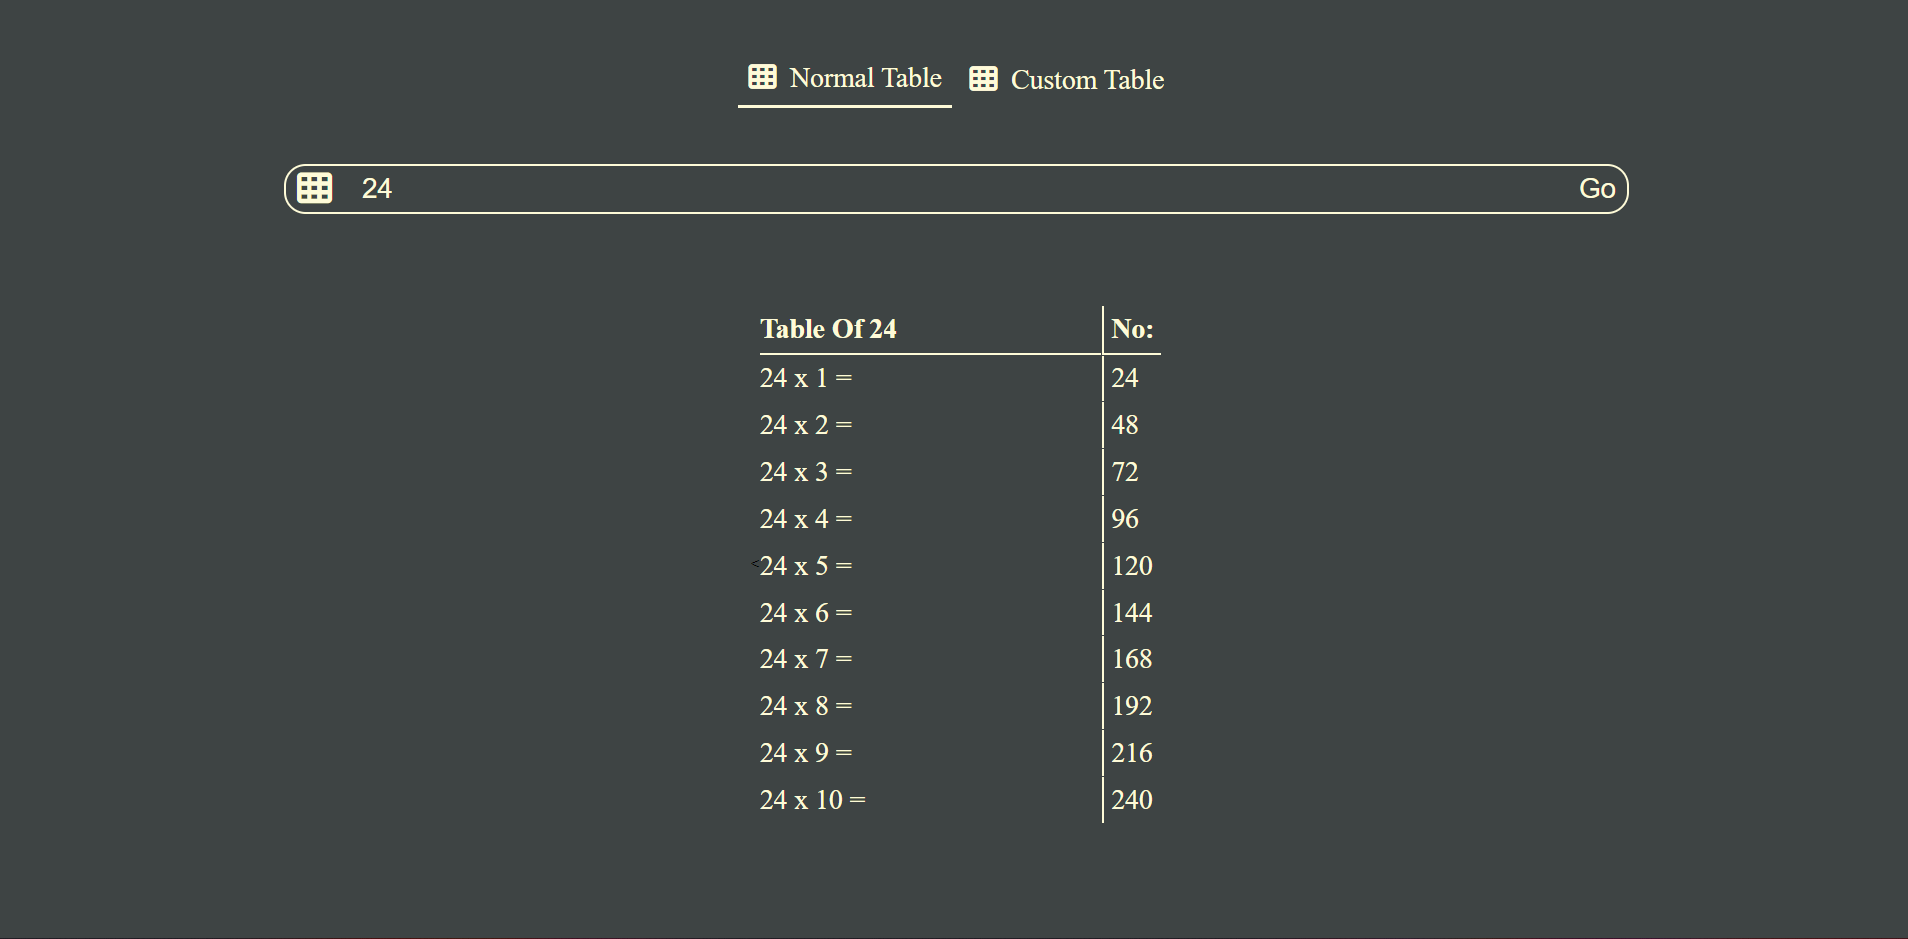 Normal Table Custom Table
24 Go
Table Of 24 No:
24 x 1 = 24
24 x 2 = 48
24 x 3 = 72
24 x 4 = 96
<24 x 5 = 120
24 x 6 = 144
24 x 7 = 168
24 x 8 = 192
24 x 9 = 216
24 x 10 = 240